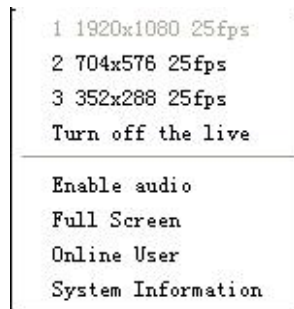 1 1920x1080 25fps
2 704x576 25fps
3 352x288 25fps
Turn off the live
Enable audio
Full Screen
Online User
System Information